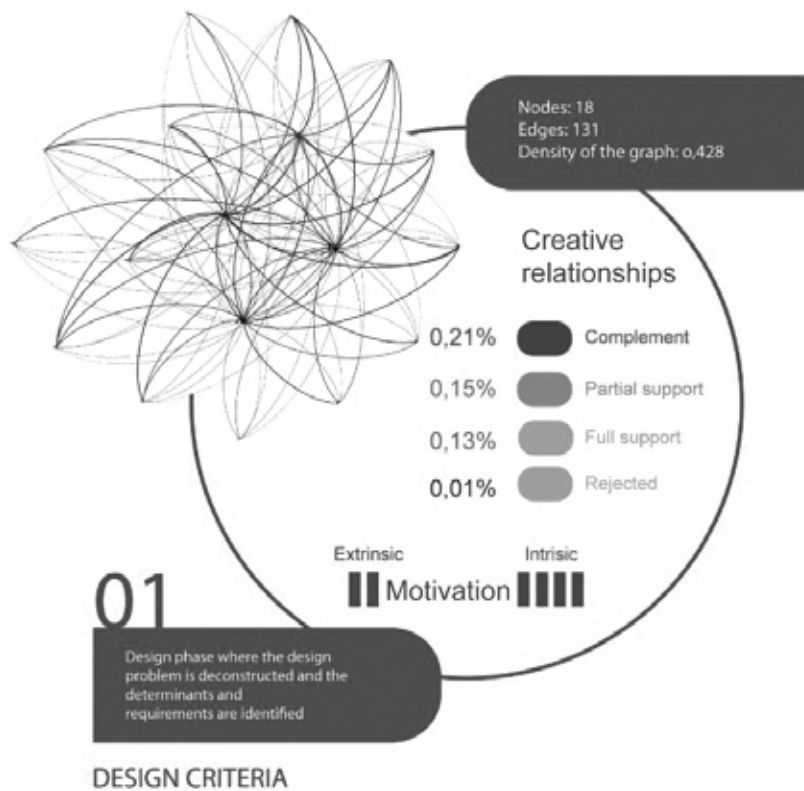 Nodes: 18
Edges: 131
Density of the graph: o,428
Creative
relationships
0,21% Complement
0,15% Partial support
0,13% Full support
0,01% Rejected
Extrinsic Intrisic
Motivation
01
Design phase where the design
problem is deconstructed and the
determinants and
requirements are identified
DESIGN CRITERIA